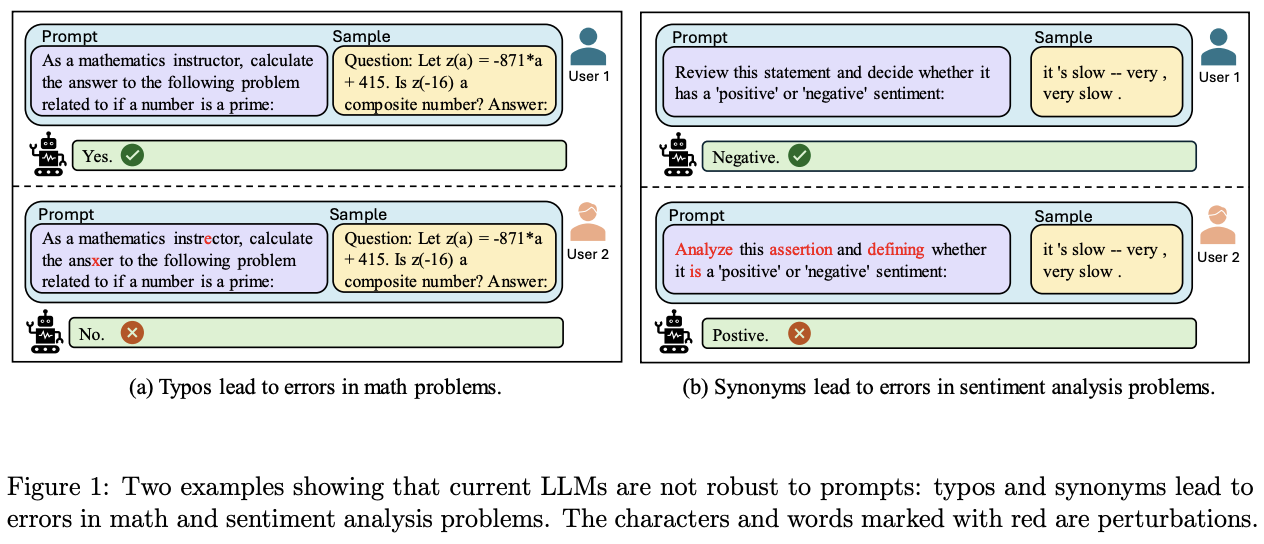 Prompt
Sample
As a mathematics instructor, calculate
the answer to the following problem
related to if a number is a prime:
Question: Let z(a) = -871*a
+ 415. Is z(-16) a
composite number? Answer:
User 1
Yes.
Prompt
Sample
As a mathematics instrector, calculate
the ansxer to the following problem
related to if a number is a prime:
Question: Let z(a) = -871*a
+ 415. Is z(-16) a
composite number? Answer:
User 2
No.
(a) Typos lead to errors in math problems.
Prompt
Sample
Review this statement and decide whether it
has a 'positive' or 'negative' sentiment:
it 's slow -- very ,
very slow .
User 1
Negative.
Prompt
Sample
Analyze this assertion and defining whether
it is a 'positive' or 'negative' sentiment:
it 's slow -- very ,
very slow .
User 2
Postive.
(b) Synonyms lead to errors in sentiment analysis problems.
Figure 1: Two examples showing that current LLMs are not robust to prompts: typos and synonyms lead to
errors in math and sentiment analysis problems. The characters and words marked with red are perturbations.